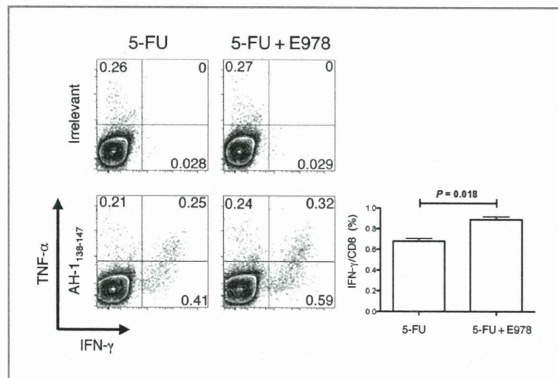 5-FU
5-FU + E978
0.26
0
0.27
0
Irrelevant
0.028
0.029
0.21
0.25
0.24
0.32
TNF-α
AH-1138-147
0.41
0.59
IFN-γ
P = 0.018
IFN-γ/CD8 (%)
1.0
0.8
0.6
0.4
0.2
0.0
5-FU
5-FU + E978